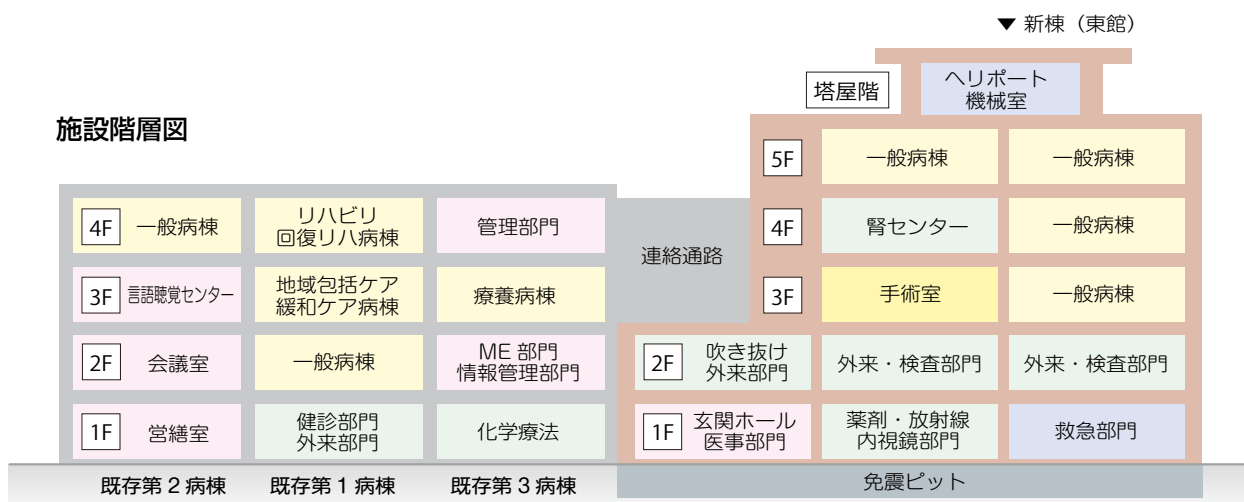 ▼ 新棟（東館）
塔屋階
ヘリポート
機械室
施設階層図
5F
一般病棟
一般病棟
4F
一般病棟
リハビリ
回復リハ病棟
管理部門
連絡通路
4F
腎センター
一般病棟
3F
言語聴覚センター
地域包括ケア
緩和ケア病棟
療養病棟
3F
手術室
一般病棟
2F
会議室
一般病棟
ME 部門
情報管理部門
2F
吹き抜け
外来部門
外来・検査部門
外来・検査部門
1F
営繕室
健診部門
外来部門
化学療法
1F
玄関ホール
医事部門
薬剤・放射線
内視鏡部門
救急部門
既存第 2 病棟
既存第 1 病棟
既存第 3 病棟
免震ピット